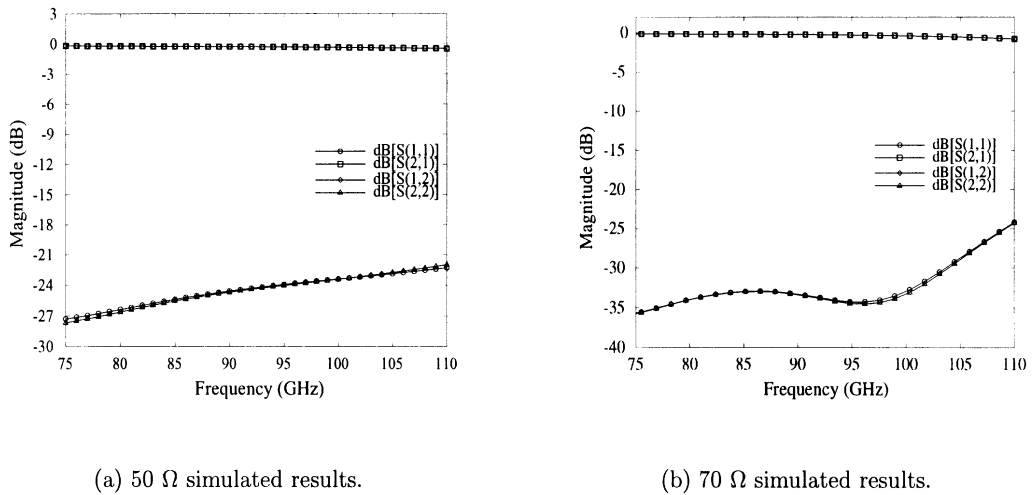 3
0
-3
-6
-9
-12
-15
-18
-21
-24
-27
-30
Magnitude (dB)
dB[S(1,1)]
dB[S(2,1)]
dB[S(1,2)]
dB[S(2,2)]
75 80 85 90 95 100 105 110
Frequency (GHz)
(a) 50 Ω simulated results.
0
-5
-10
-15
-20
-25
-30
-35
-40
Magnitude (dB)
dB[S(1,1)]
dB[S(2,1)]
dB[S(1,2)]
dB[S(2,2)]
75 80 85 90 95 100 105 110
Frequency (GHz)
(b) 70 Ω simulated results.